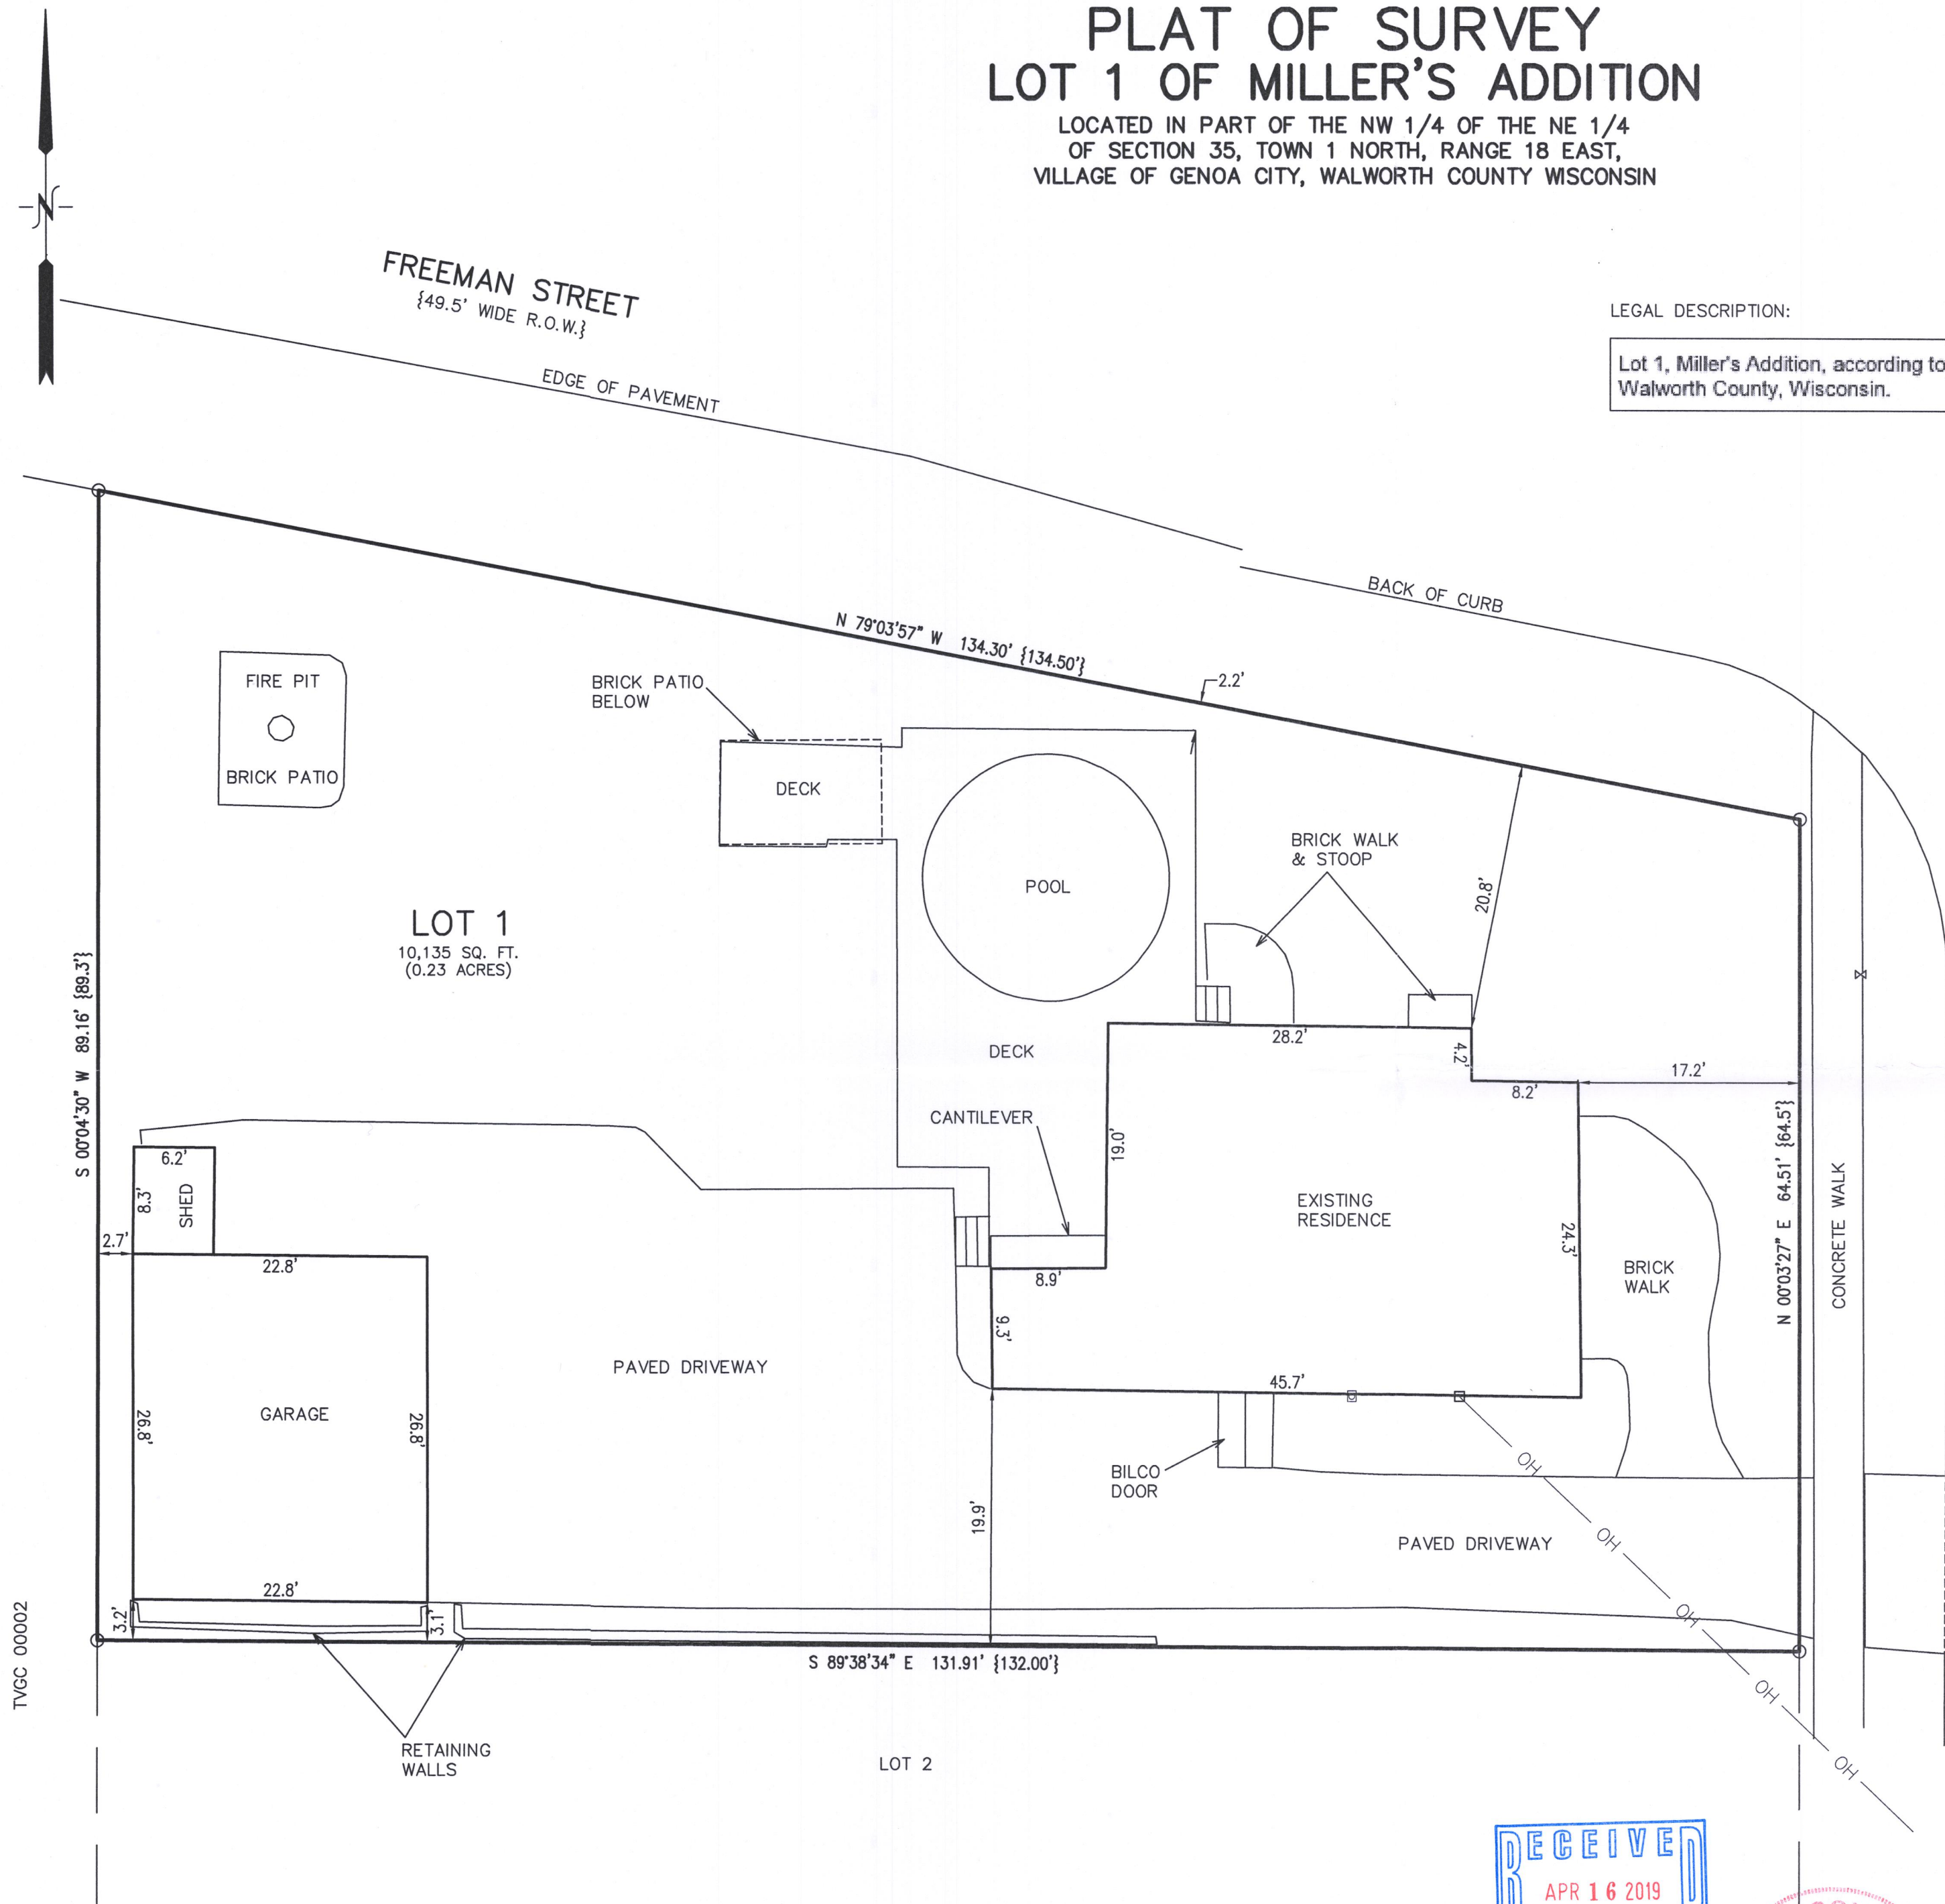 PLAT OF SURVEY
LOT 1 OF MILLER'S ADDITION
LOCATED IN PART OF THE NW 1/4 OF THE NE 1/4
OF SECTION 35, TOWN 1 NORTH, RANGE 18 EAST,
VILLAGE OF GENOA CITY, WALWORTH COUNTY WISCONSIN
N
FREEMAN STREET
{49.5' WIDE R.O.W.}
LEGAL DESCRIPTION:
Lot 1, Miller's Addition, according to
Walworth County, Wisconsin.
EDGE OF PAVEMENT
BACK OF CURB
N 79°03'57" W 134.30' {134.50'}
2.2'
FIRE PIT
BRICK PATIO
BRICK PATIO
BELOW
DECK
POOL
BRICK WALK
& STOOP
20.8'
LOT 1
10,135 SQ. FT.
(0.23 ACRES)
S 00°04'30" W 89.16' {89.3'}
DECK
28.2'
4.2'
8.2'
17.2'
CANTILEVER
19.0'
6.2'
8.3'
SHED
2.7'
22.8'
8.9'
9.3'
EXISTING
RESIDENCE
24.3'
BRICK
WALK
N 00°03'27" E 64.51' {64.5'}
CONCRETE WALK
PAVED DRIVEWAY
45.7'
GARAGE
26.8'
26.8'
BILCO
DOOR
19.9'
OH
PAVED DRIVEWAY
OH
22.8'
3.2'
3.1'
OH
S 89°38'34" E 131.91' {132.00'}
OH
TVGC 00002
RETAINING
WALLS
LOT 2
OH
RECEIVED
APR 16 2019